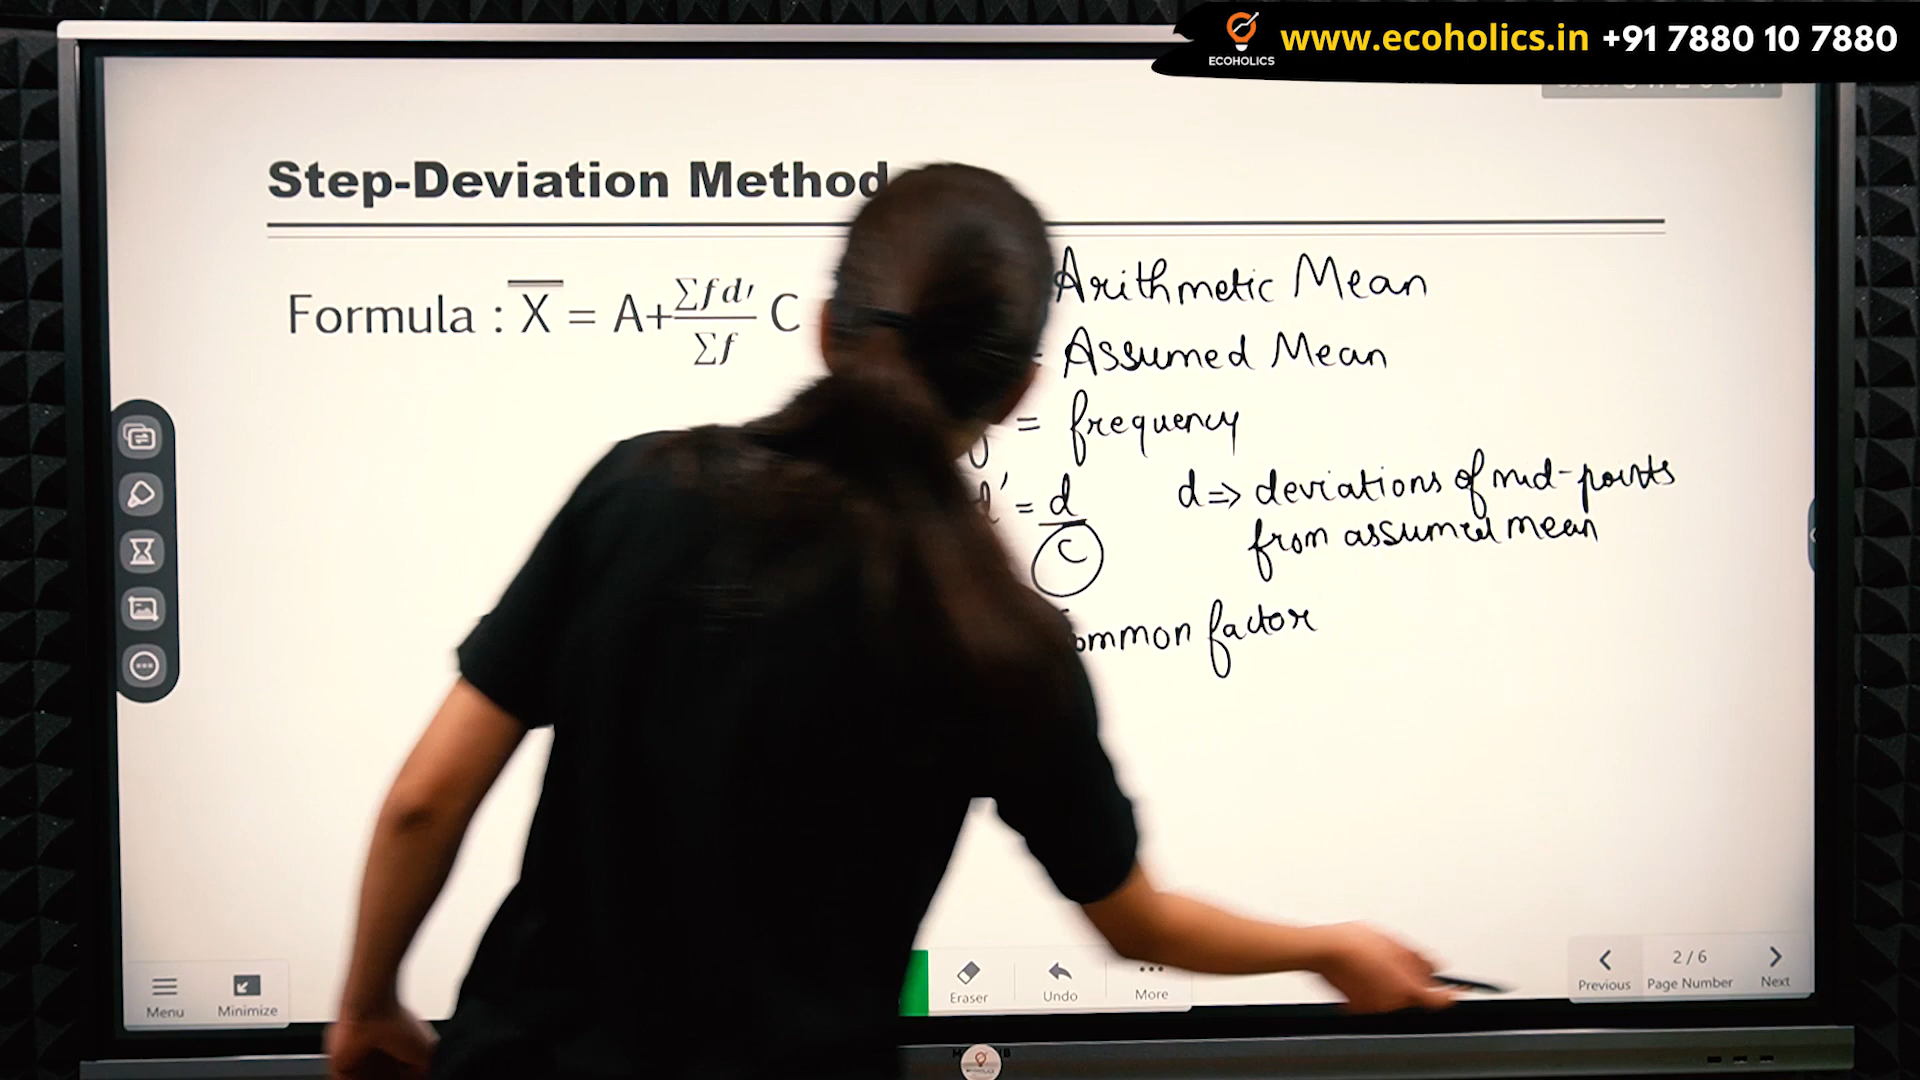 www.ecoholics.in +91 7880 10 7880
ECOHOLICS
Step-Deviation Method
Formula : X̅ = A+ Σfd′/Σf C
Arithmetic Mean
Assumed Mean
f = frequency
d' = d/C d ⇒ deviations of mid-points
from assumed mean
ommon factor
Menu
Minimize
Eraser
Undo
More
Previous
2 / 6
Page Number
Next